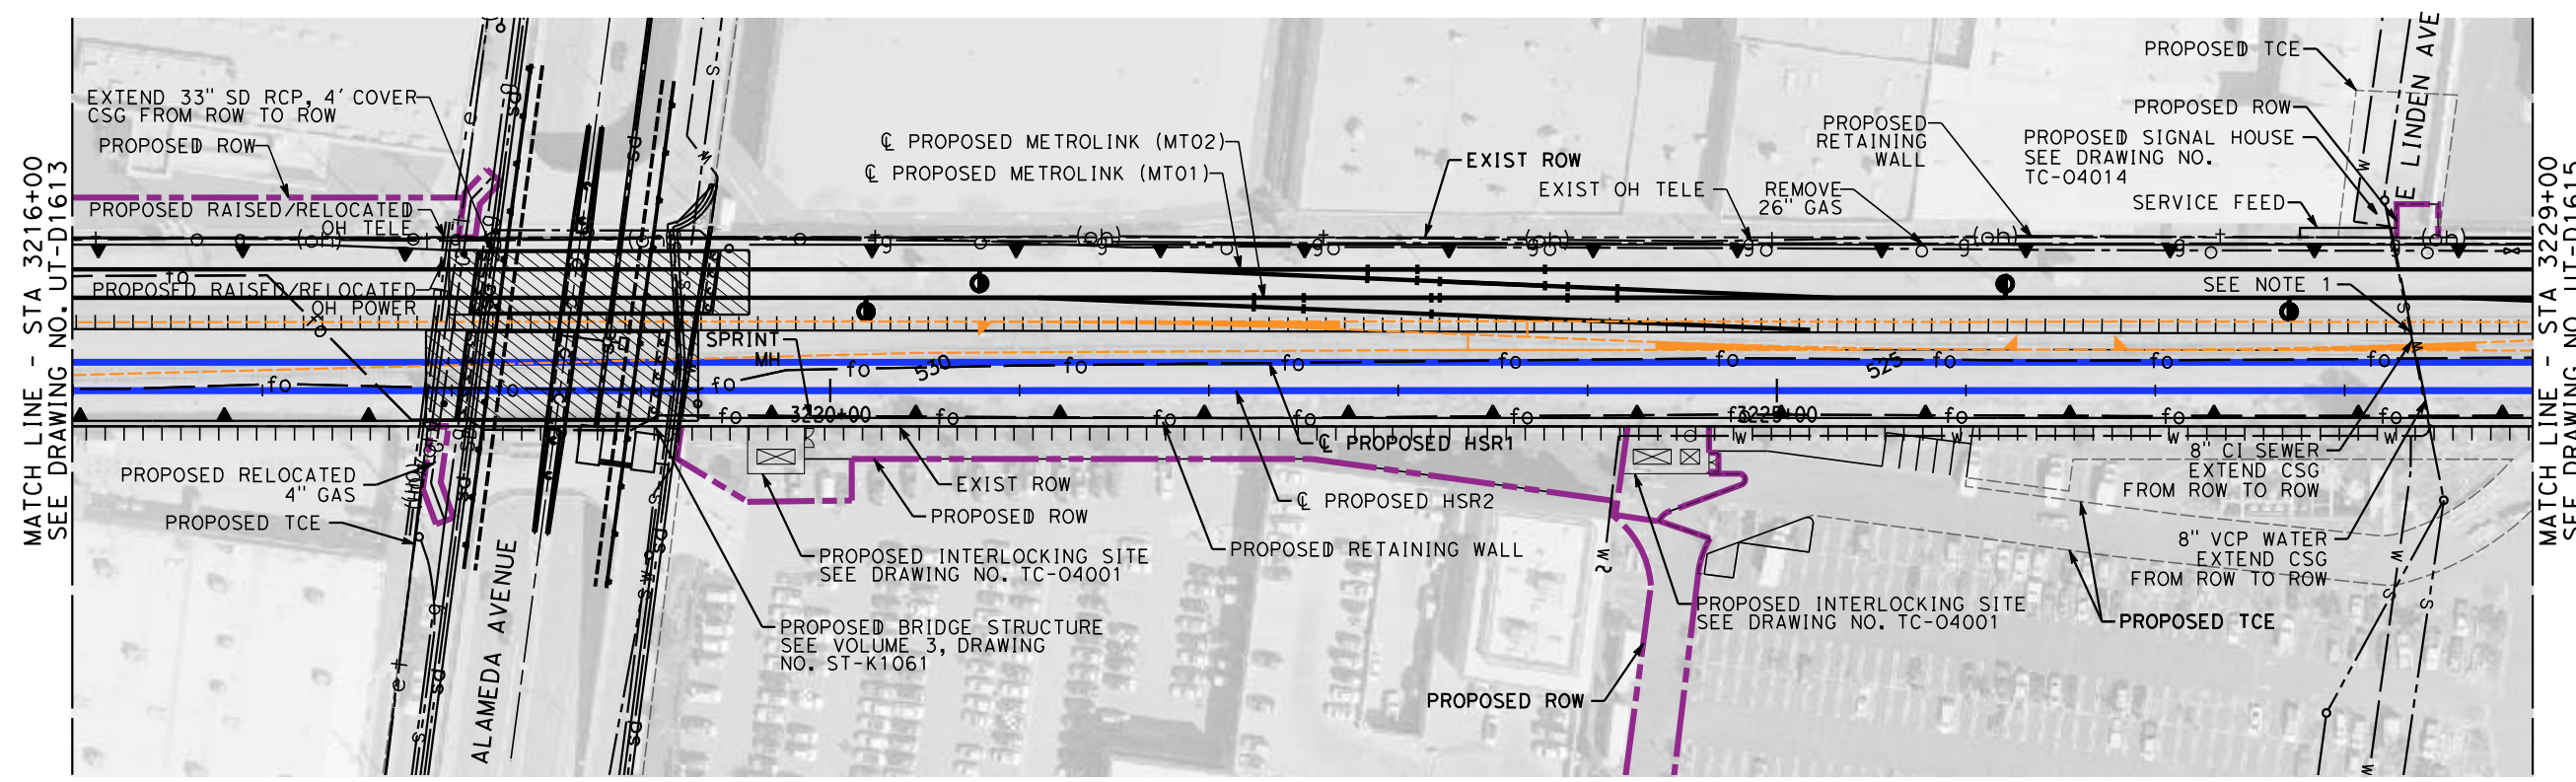 MATCH LINE - STA 3216+00
SEE DRAWING NO. UT-D1613
EXTEND 33" SD RCP, 4' COVER
CSG FROM ROW TO ROW
PROPOSED ROW
PROPOSED RAISED/RELOCATED
OH TELE
PROPOSED RAISED/RELOCATED
OH POWER
PROPOSED RELOCATED
4" GAS
PROPOSED TCE
ALAMEDA AVENUE
SPRINT
MH
℄ PROPOSED METROLINK (MT02)
℄ PROPOSED METROLINK (MT01)
EXIST ROW
EXIST OH TELE
REMOVE
26" GAS
PROPOSED
RETAINING
WALL
PROPOSED TCE
PROPOSED ROW
PROPOSED SIGNAL HOUSE
SEE DRAWING NO.
TC-04014
SERVICE FEED
E LINDEN AVE
SEE NOTE 1
530
525
3220+00
3225+00
℄ PROPOSED HSR1
℄ PROPOSED HSR2
EXIST ROW
PROPOSED ROW
PROPOSED RETAINING WALL
PROPOSED INTERLOCKING SITE
SEE DRAWING NO. TC-04001
PROPOSED BRIDGE STRUCTURE
SEE VOLUME 3, DRAWING
NO. ST-K1061
PROPOSED INTERLOCKING SITE
SEE DRAWING NO. TC-04001
PROPOSED ROW
8" CI SEWER
EXTEND CSG
FROM ROW TO ROW
8" VCP WATER
EXTEND CSG
FROM ROW TO ROW
PROPOSED TCE
MATCH LINE - STA 3229+00
SEE DRAWING NO. UT-D1615